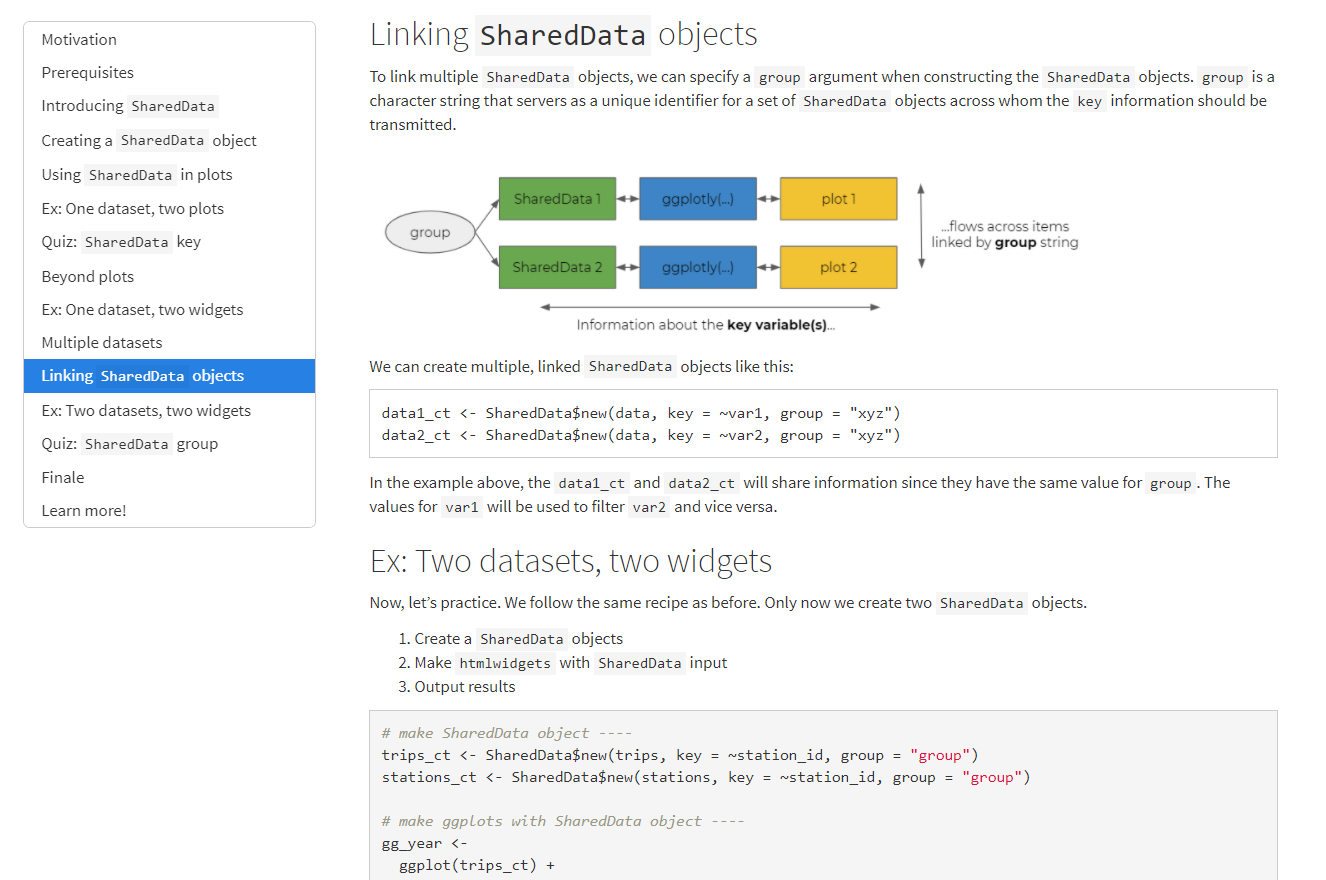 Motivation
Prerequisites
Introducing SharedData
Creating a SharedData object
Using SharedData in plots
Ex: One dataset, two plots
Quiz: SharedData key
Beyond plots
Ex: One dataset, two widgets
Multiple datasets
Linking SharedData objects
Ex: Two datasets, two widgets
Quiz: SharedData group
Finale
Learn more!
Linking SharedData objects
To link multiple SharedData objects, we can specify a group argument when constructing the SharedData objects. group is a
character string that servers as a unique identifier for a set of SharedData objects across whom the key information should be
transmitted.
group
SharedData 1
ggplotly(...)
plot 1
SharedData 2
ggplotly(...)
plot 2
...flows across items
linked by group string
Information about the key variable(s)...
We can create multiple, linked SharedData objects like this:
data1_ct <- SharedData$new(data, key = ~var1, group = "xyz")
data2_ct <- SharedData$new(data, key = ~var2, group = "xyz")
In the example above, the data1_ct and data2_ct will share information since they have the same value for group. The
values for var1 will be used to filter var2 and vice versa.
Ex: Two datasets, two widgets
Now, let’s practice. We follow the same recipe as before. Only now we create two SharedData objects.
1. Create a SharedData objects
2. Make htmlwidgets with SharedData input
3. Output results
# make SharedData object ----
trips_ct <- SharedData$new(trips, key = ~station_id, group = "group")
stations_ct <- SharedData$new(stations, key = ~station_id, group = "group")
# make ggplots with SharedData object ----
gg_year <-
ggplot(trips_ct) +